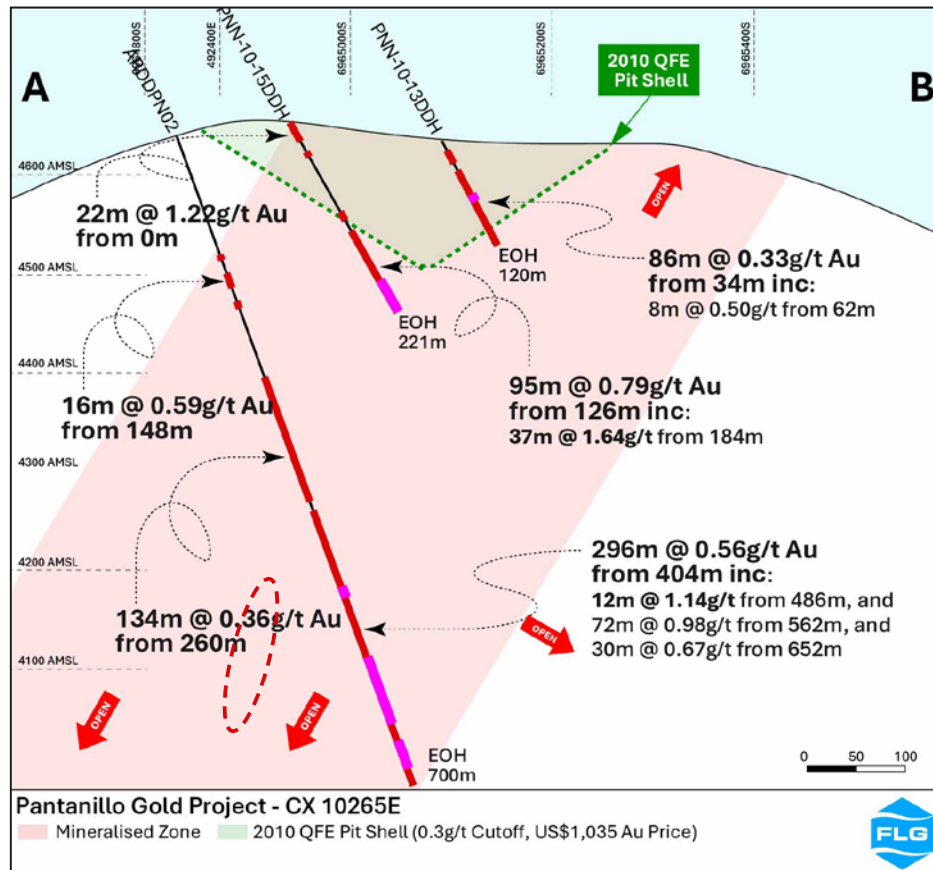 492800S
492400E
6965000
6965200
6965400
A
B
ARDDPN02
PNN-10-15DDH
PNN-10-13DDH
2010 QFE
Pit Shell
4600 AMSL
4500 AMSL
4400 AMSL
4300 AMSL
4200 AMSL
4100 AMSL
OPEN
22m @ 1.22g/t Au
from 0m
EOH
120m
86m @ 0.33g/t Au
from 34m inc:
8m @ 0.50g/t from 62m
EOH
221m
16m @ 0.59g/t Au
from 148m
95m @ 0.79g/t Au
from 126m inc:
37m @ 1.64g/t from 184m
134m @ 0.36g/t Au
from 260m
296m @ 0.56g/t Au
from 404m inc:
12m @ 1.14g/t from 486m, and
72m @ 0.98g/t from 562m, and
30m @ 0.67g/t from 652m
OPEN
OPEN
OPEN
EOH
700m
0 50 100
Pantanillo Gold Project - CX 10265E
Mineralised Zone
2010 QFE Pit Shell (0.3g/t Cutoff, US$1,035 Au Price)
FLG